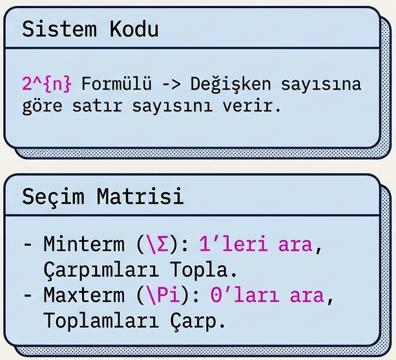 Sistem Kodu
2^{n} Formülü -> Değişken sayısına
göre satır sayısını verir.
Seçim Matrisi
- Minterm (\Σ): 1’leri ara,
Çarpımları Topla.
- Maxterm (\Pi): 0’ları ara,
Toplamları Çarp.